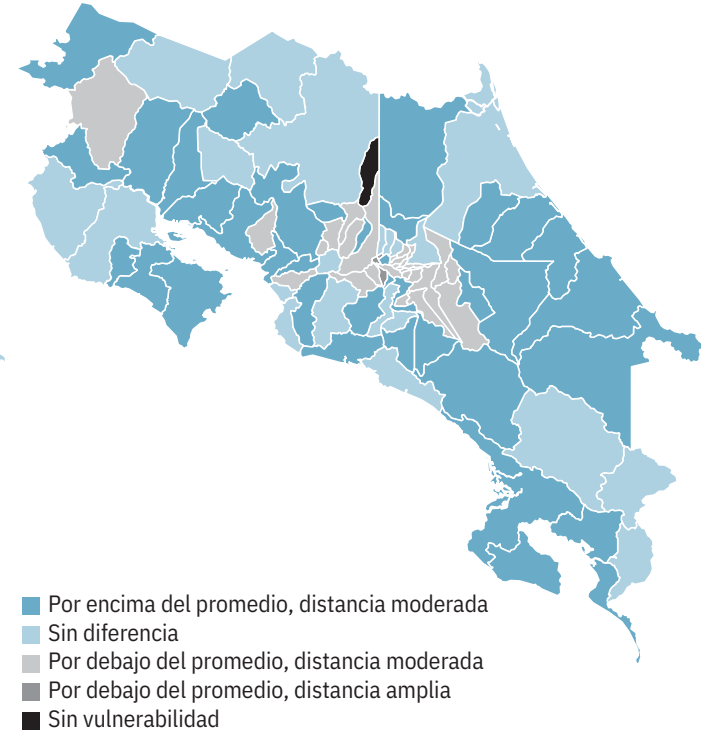 Por encima del promedio, distancia moderada
Sin diferencia
Por debajo del promedio, distancia moderada
Por debajo del promedio, distancia amplia
Sin vulnerabilidad